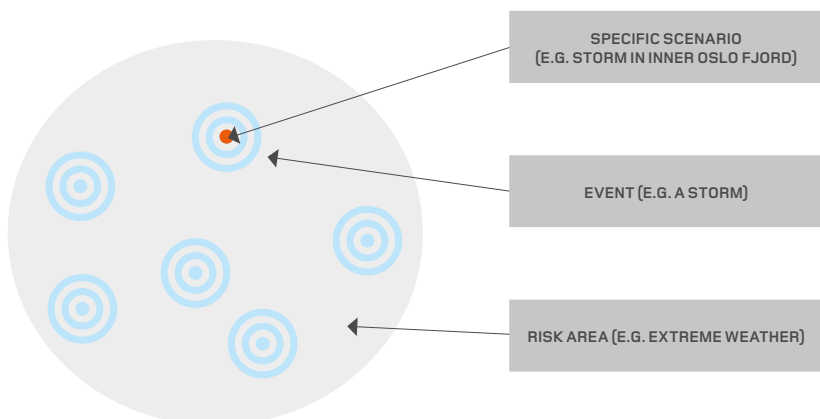 SPECIFIC SCENARIO
(E.G. STORM IN INNER OSLO FJORD)
EVENT (E.G. A STORM)
RISK AREA (E.G. EXTREME WEATHER)